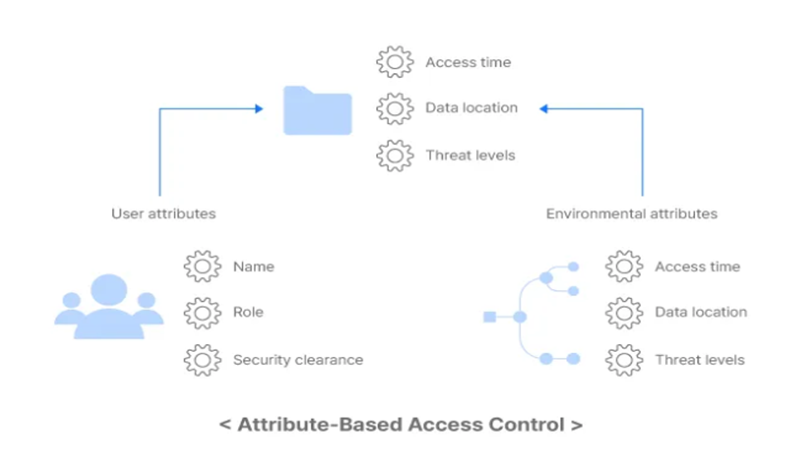 Access time
Data location
Threat levels
User attributes
Name
Role
Security clearance
Environmental attributes
Access time
Data location
Threat levels
< Attribute-Based Access Control >